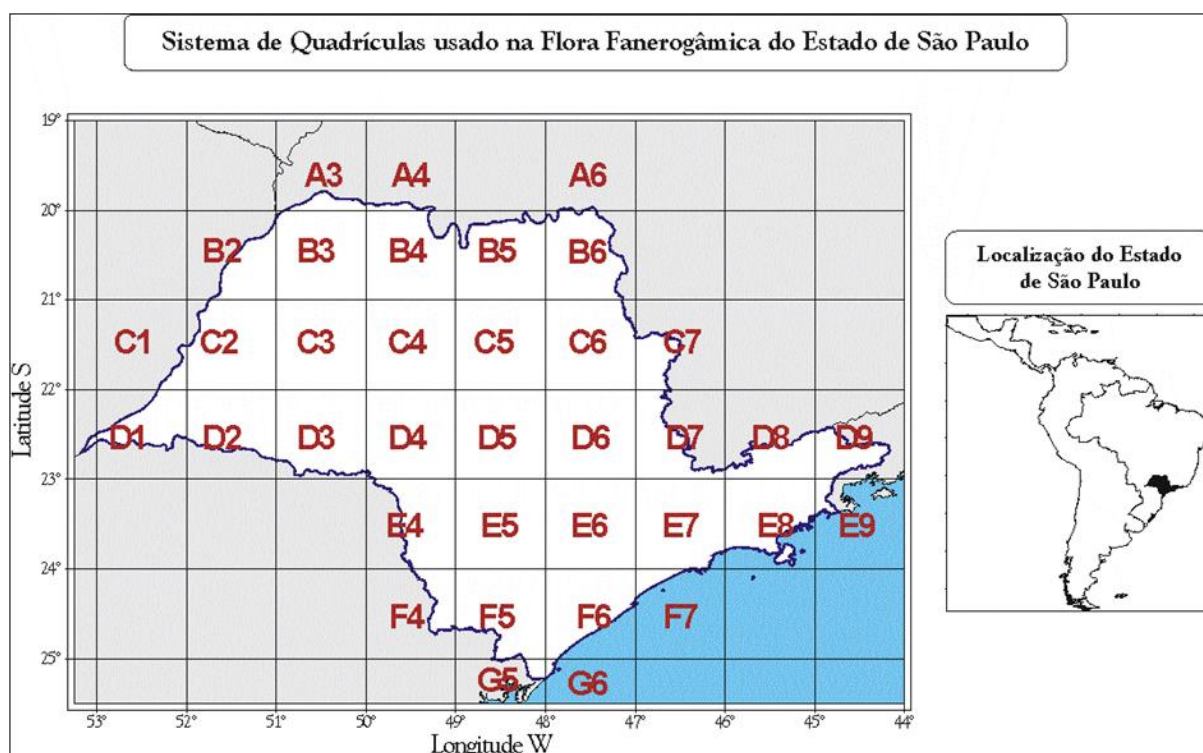 Sistema de Quadrículas usado na Flora Fanerogâmica do Estado de São Paulo
19°
A3 A4 A6
20°
B2 B3 B4 B5 B6
21°
C1 C2 C3 C4 C5 C6 C7
22°
D1 D2 D3 D4 D5 D6 D7 D8 D9
23°
E4 E5 E6 E7 E8 E9
24°
F4 F5 F6 F7
25°
G5 G6
53° 52° 51° 50° 49° 48° 47° 46° 45° 44°
Latitude S
Longitude W
Localização do Estado
de São Paulo